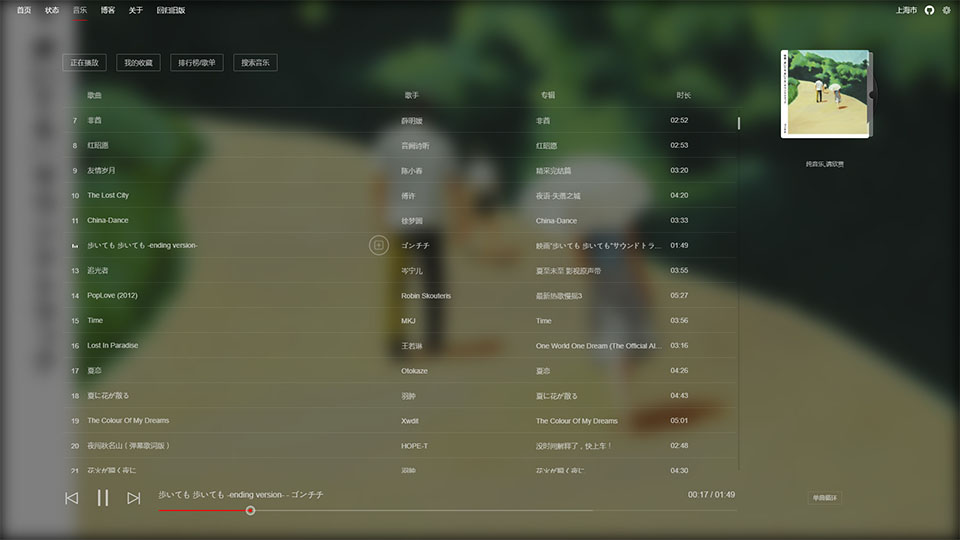 首页 状态 音乐 博客 关于 回归旧版 上海市
正在播放 我的收藏 排行榜/歌单 搜索音乐
歌曲 歌手 专辑 时长
7 非酋 薛明媛 非酋 02:52
8 红昭愿 音阙诗听 红昭愿 02:53
9 友情岁月 陈小春 精采完结篇 03:20
10 The Lost City 傅许 夜语·失落之城 04:20
11 China-Dance 徐梦圆 China-Dance 03:33
歩いても 歩いても -ending version- ゴンチチ 映画"歩いても 歩いても"サウンドトラ... 01:49
13 追光者 岑宁儿 夏至未至 影视原声带 03:55
14 PopLove (2012) Robin Skouteris 最新热歌慢摇3 05:27
15 Time MKJ Time 03:56
16 Lost In Paradise 王若琳 One World One Dream (The Official Al... 03:16
17 夏恋 Otokaze 夏恋 04:26
18 夏に花が散る 羽肿 夏に花が散る 04:43
19 The Colour Of My Dreams Xwdit The Colour Of My Dreams 05:01
20 夜间秋名山（弹幕歌词版） HOPE-T 没时间解释了，快上车！ 02:48
21 花火が瞬く夜に 羽肿 花火が瞬く夜に 04:30
纯音乐,请欣赏
歩いても 歩いても -ending version- - ゴンチチ 00:17 / 01:49
单曲循环